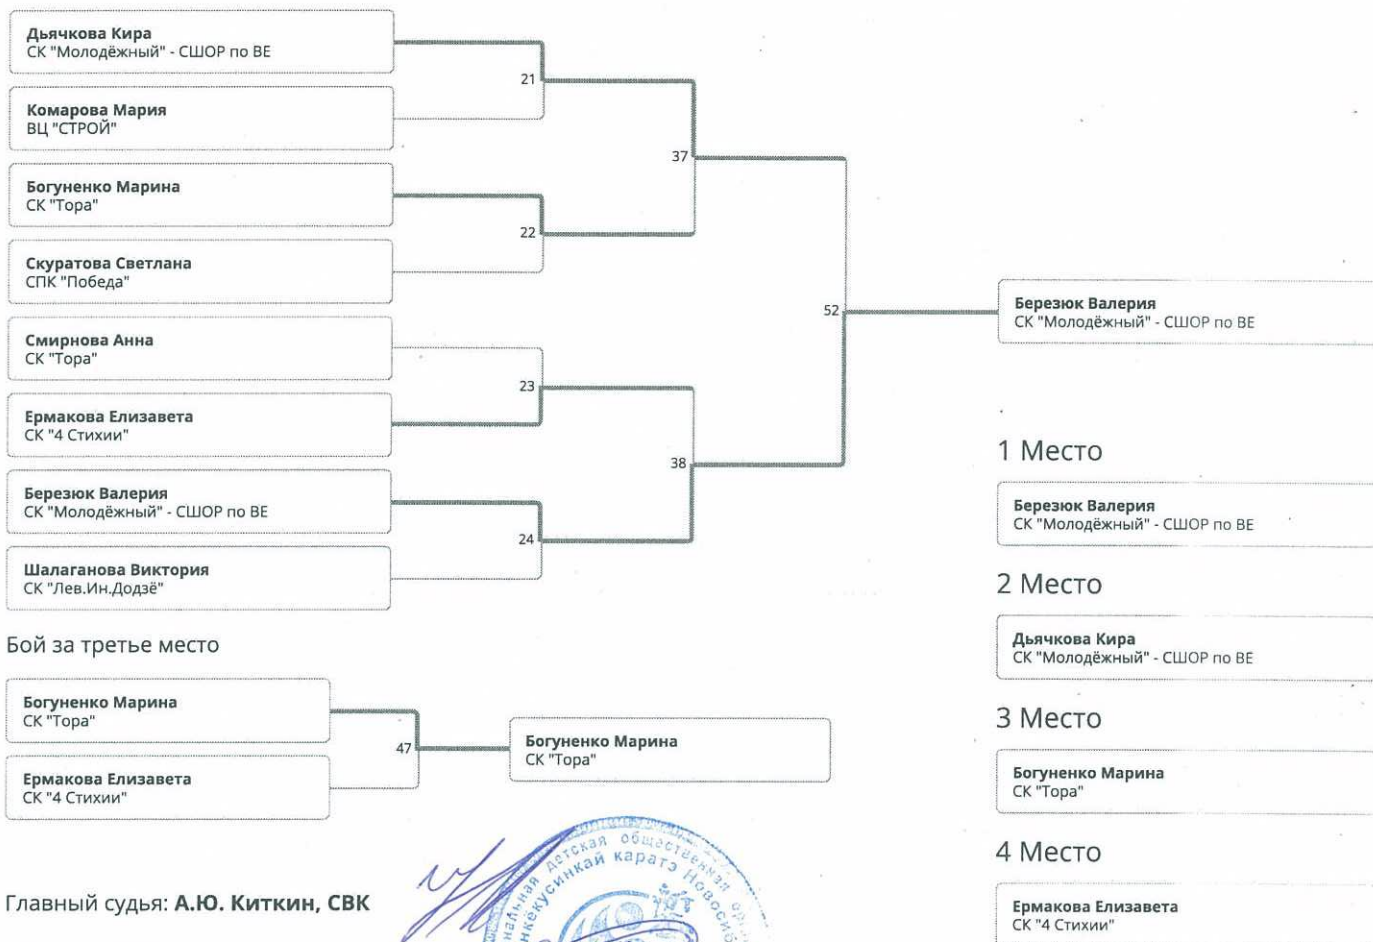 Дьячкова Кира
СК "Молодёжный" - СШОР по ВЕ
Комарова Мария
ВЦ "СТРОЙ"
Богуненко Марина
СК "Тора"
Скуратова Светлана
СПК "Победа"
Смирнова Анна
СК "Тора"
Ермакова Елизавета
СК "4 Стихии"
Березюк Валерия
СК "Молодёжный" - СШОР по ВЕ
Шалаганова Виктория
СК "Лев.Ин.Додзё"
21
22
23
24
37
38
52
Березюк Валерия
СК "Молодёжный" - СШОР по ВЕ
Бой за третье место
Богуненко Марина
СК "Тора"
Ермакова Елизавета
СК "4 Стихии"
47
Богуненко Марина
СК "Тора"
1 Место
Березюк Валерия
СК "Молодёжный" - СШОР по ВЕ
2 Место
Дьячкова Кира
СК "Молодёжный" - СШОР по ВЕ
3 Место
Богуненко Марина
СК "Тора"
4 Место
Ермакова Елизавета
СК "4 Стихии"
Главный судья: А.Ю. Киткин, СВК
детская
каратэ